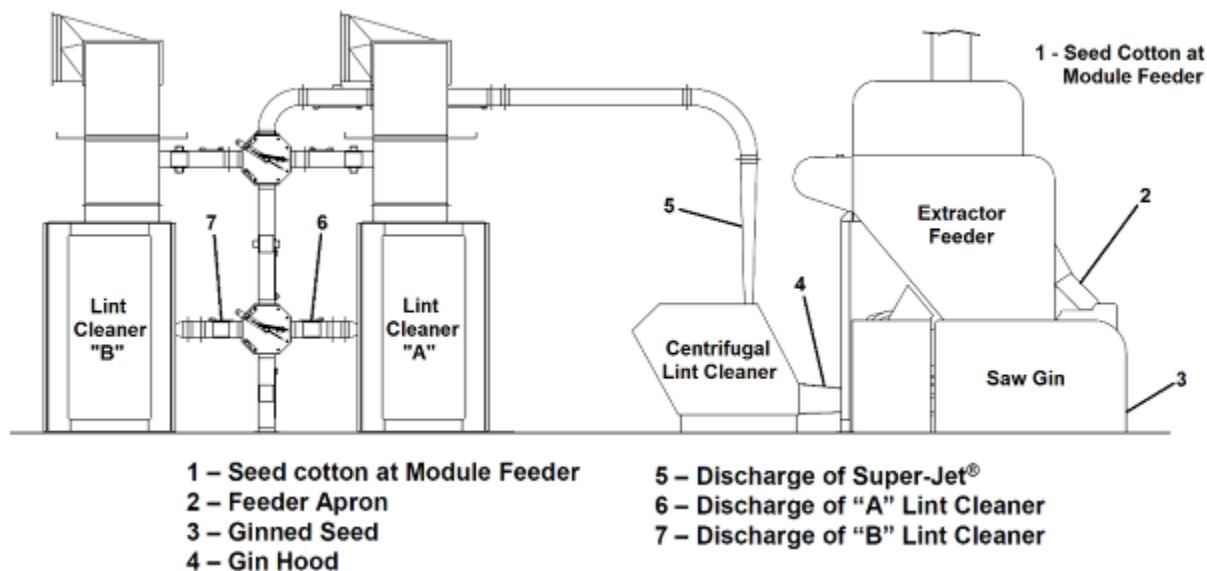 1 - Seed Cotton at
Module Feeder
5
2
Extractor
Feeder
7
6
4
Lint
Cleaner
"B"
Lint
Cleaner
"A"
Centrifugal
Lint Cleaner
Saw Gin
3
1 – Seed cotton at Module Feeder
2 – Feeder Apron
3 – Ginned Seed
4 – Gin Hood
5 – Discharge of Super-Jet®
6 – Discharge of “A” Lint Cleaner
7 – Discharge of “B” Lint Cleaner